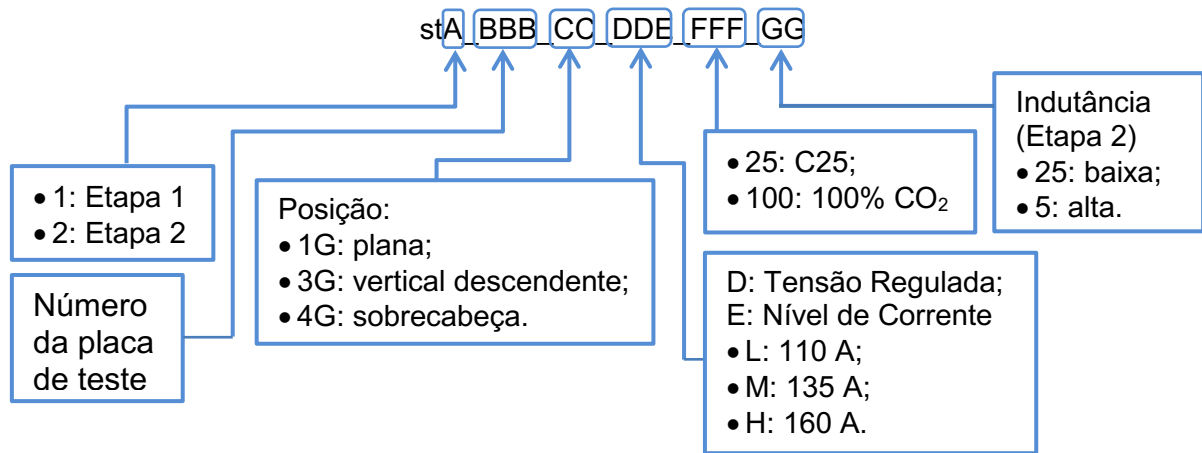 stA_BBB_CC_DDE_FFF_GG
• 1: Etapa 1
• 2: Etapa 2
Número
da placa
de teste
Posição:
• 1G: plana;
• 3G: vertical descendente;
• 4G: sobrecabeça.
• 25: C25;
• 100: 100% CO₂
D: Tensão Regulada;
E: Nível de Corrente
• L: 110 A;
• M: 135 A;
• H: 160 A.
Indutância
(Etapa 2)
• 25: baixa;
• 5: alta.